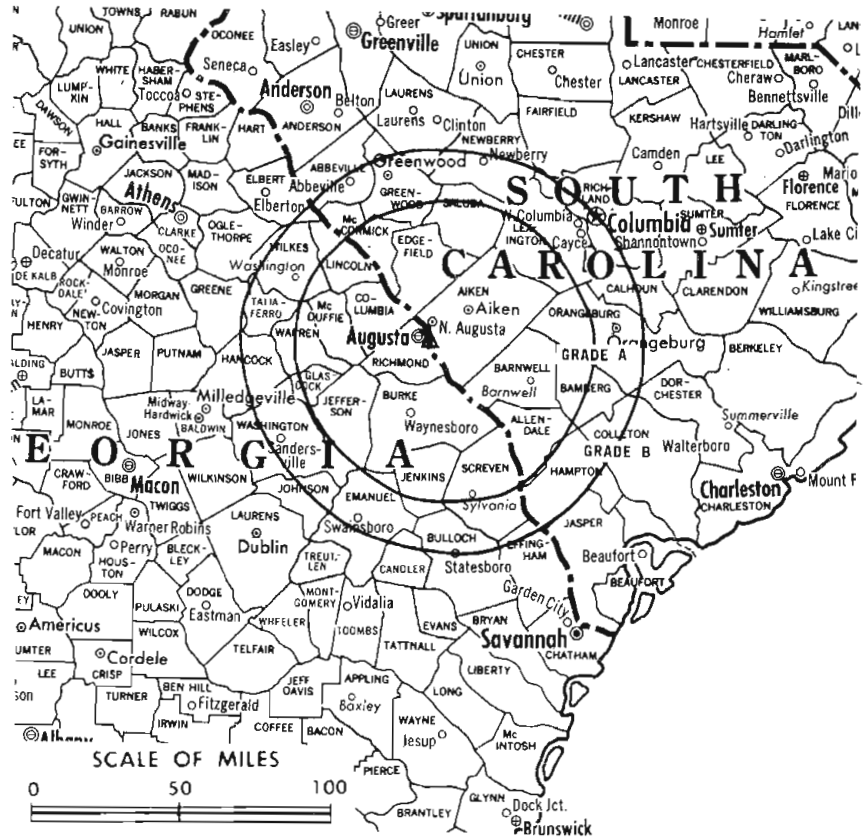 TOWNS
RABUN
UNION
OCONEE
Easley
Greer
Spartanburg
Greenville
UNION
Union
CHESTER
Chester
Monroe
Hamlet
Lancaster
LANCASTER
CHESTERFIELD
MARL-
BORO
Cheraw
Bennettsville
WHITE
HABER-
SHAM
Seneca
LUMP-
KIN
Toccoa
STE-
PHENS
Anderson
Belton
ANDERSON
LAURENS
Laurens
Clinton
FAIRFIELD
KERSHAW
Hartsville
DARLING
TON
Darlington
DAWSON
HALL
BANKS
FRANK-
LIN
HART
Gainesville
NEWBERRY
Newberry
Camden
LEE
FOR-
SYTH
JACKSON
MAD-
ISON
ELBERT
Elberton
ABBEVILLE
Abbeville
Greenwood
GREEN-
WOOD
SALUDA
SOUTH
RICH
LAND
Florence
FLORENCE
FULTON
GWIN-
NETT
BARROW
Winder
Athens
CLARKE
OCO-
NEE
OGLE-
THORPE
WILKES
Washington
Mc
CORMICK
EDGE-
FIELD
W. Columbia
LEX-
INGTON
Cayce
Columbia
SUMTER
Sumter
Shannontown
Lake Ci
Decatur
DE KALB
WALTON
Monroe
ROCK-
DALE
NEW-
TON
Covington
MORGAN
GREENE
LINCOLN
CAROLINA
CALHOUN
CLARENDON
Kingstree
WILLIAMSBURG
TALIA-
FERRO
Mc
DUFFIE
CO-
LUMBIA
AIKEN
Aiken
ORANGEBURG
Orangeburg
HENRY
JASPER
PUTNAM
HANCOCK
WARREN
Augusta
N. Augusta
RICHMOND
GRADE A
BERKELEY
BUTTS
GLAS-
COCK
JEFFER-
SON
BURKE
Waynesboro
BARNWELL
Barnwell
BAMBERG
DOR-
CHESTER
Summerville
LA-
MAR
MONROE
JONES
Midway-
Hardwick
Milledgeville
BALDWIN
WASHINGTON
Sanders-
ville
ALLEN-
DALE
COLLETON
Walterboro
GRADE B
EORGIA
CRAW-
FORD
BIBB
Macon
WILKINSON
JOHNSON
JENKINS
SCREVEN
Sylvania
HAMPTON
Charleston
CHARLESTON
Mount
Fort Valley
PEACH
TWIGGS
Warner Robins
LAURENS
Dublin
EMANUEL
Swainsboro
BULLOCH
EFFING-
HAM
JASPER
MACON
Perry
HOUS-
TON
BLECK-
LEY
TREUT-
LEN
CANDLER
Statesboro
Beaufort
BEAUFORT
DOOLY
PULASKI
DODGE
Eastman
WHEELER
MONT-
GOMERY
Vidalia
TOOMBS
EVANS
BRYAN
Garden City
Savannah
CHATHAM
Americus
WILCOX
TELFAIR
TATTNALL
LIBERTY
SUMTER
LEE
Cordele
CRISP
TURNER
BEN HILL
Fitzgerald
IRWIN
JEFF
DAVIS
APPLING
Baxley
LONG
COFFEE
BACON
WAYNE
Jesup
Mc
INTOSH
Albany
PIERCE
BRANTLEY
GLYNN
Dock Jct.
Brunswick
SCALE OF MILES
0
50
100